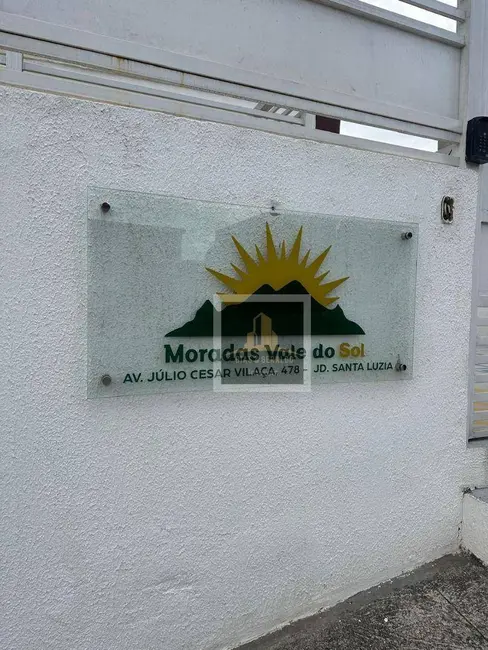 Moradas Vale do Sol
AV. JÚLIO CESAR VILAÇA, 478 - JD. SANTA LUZIA